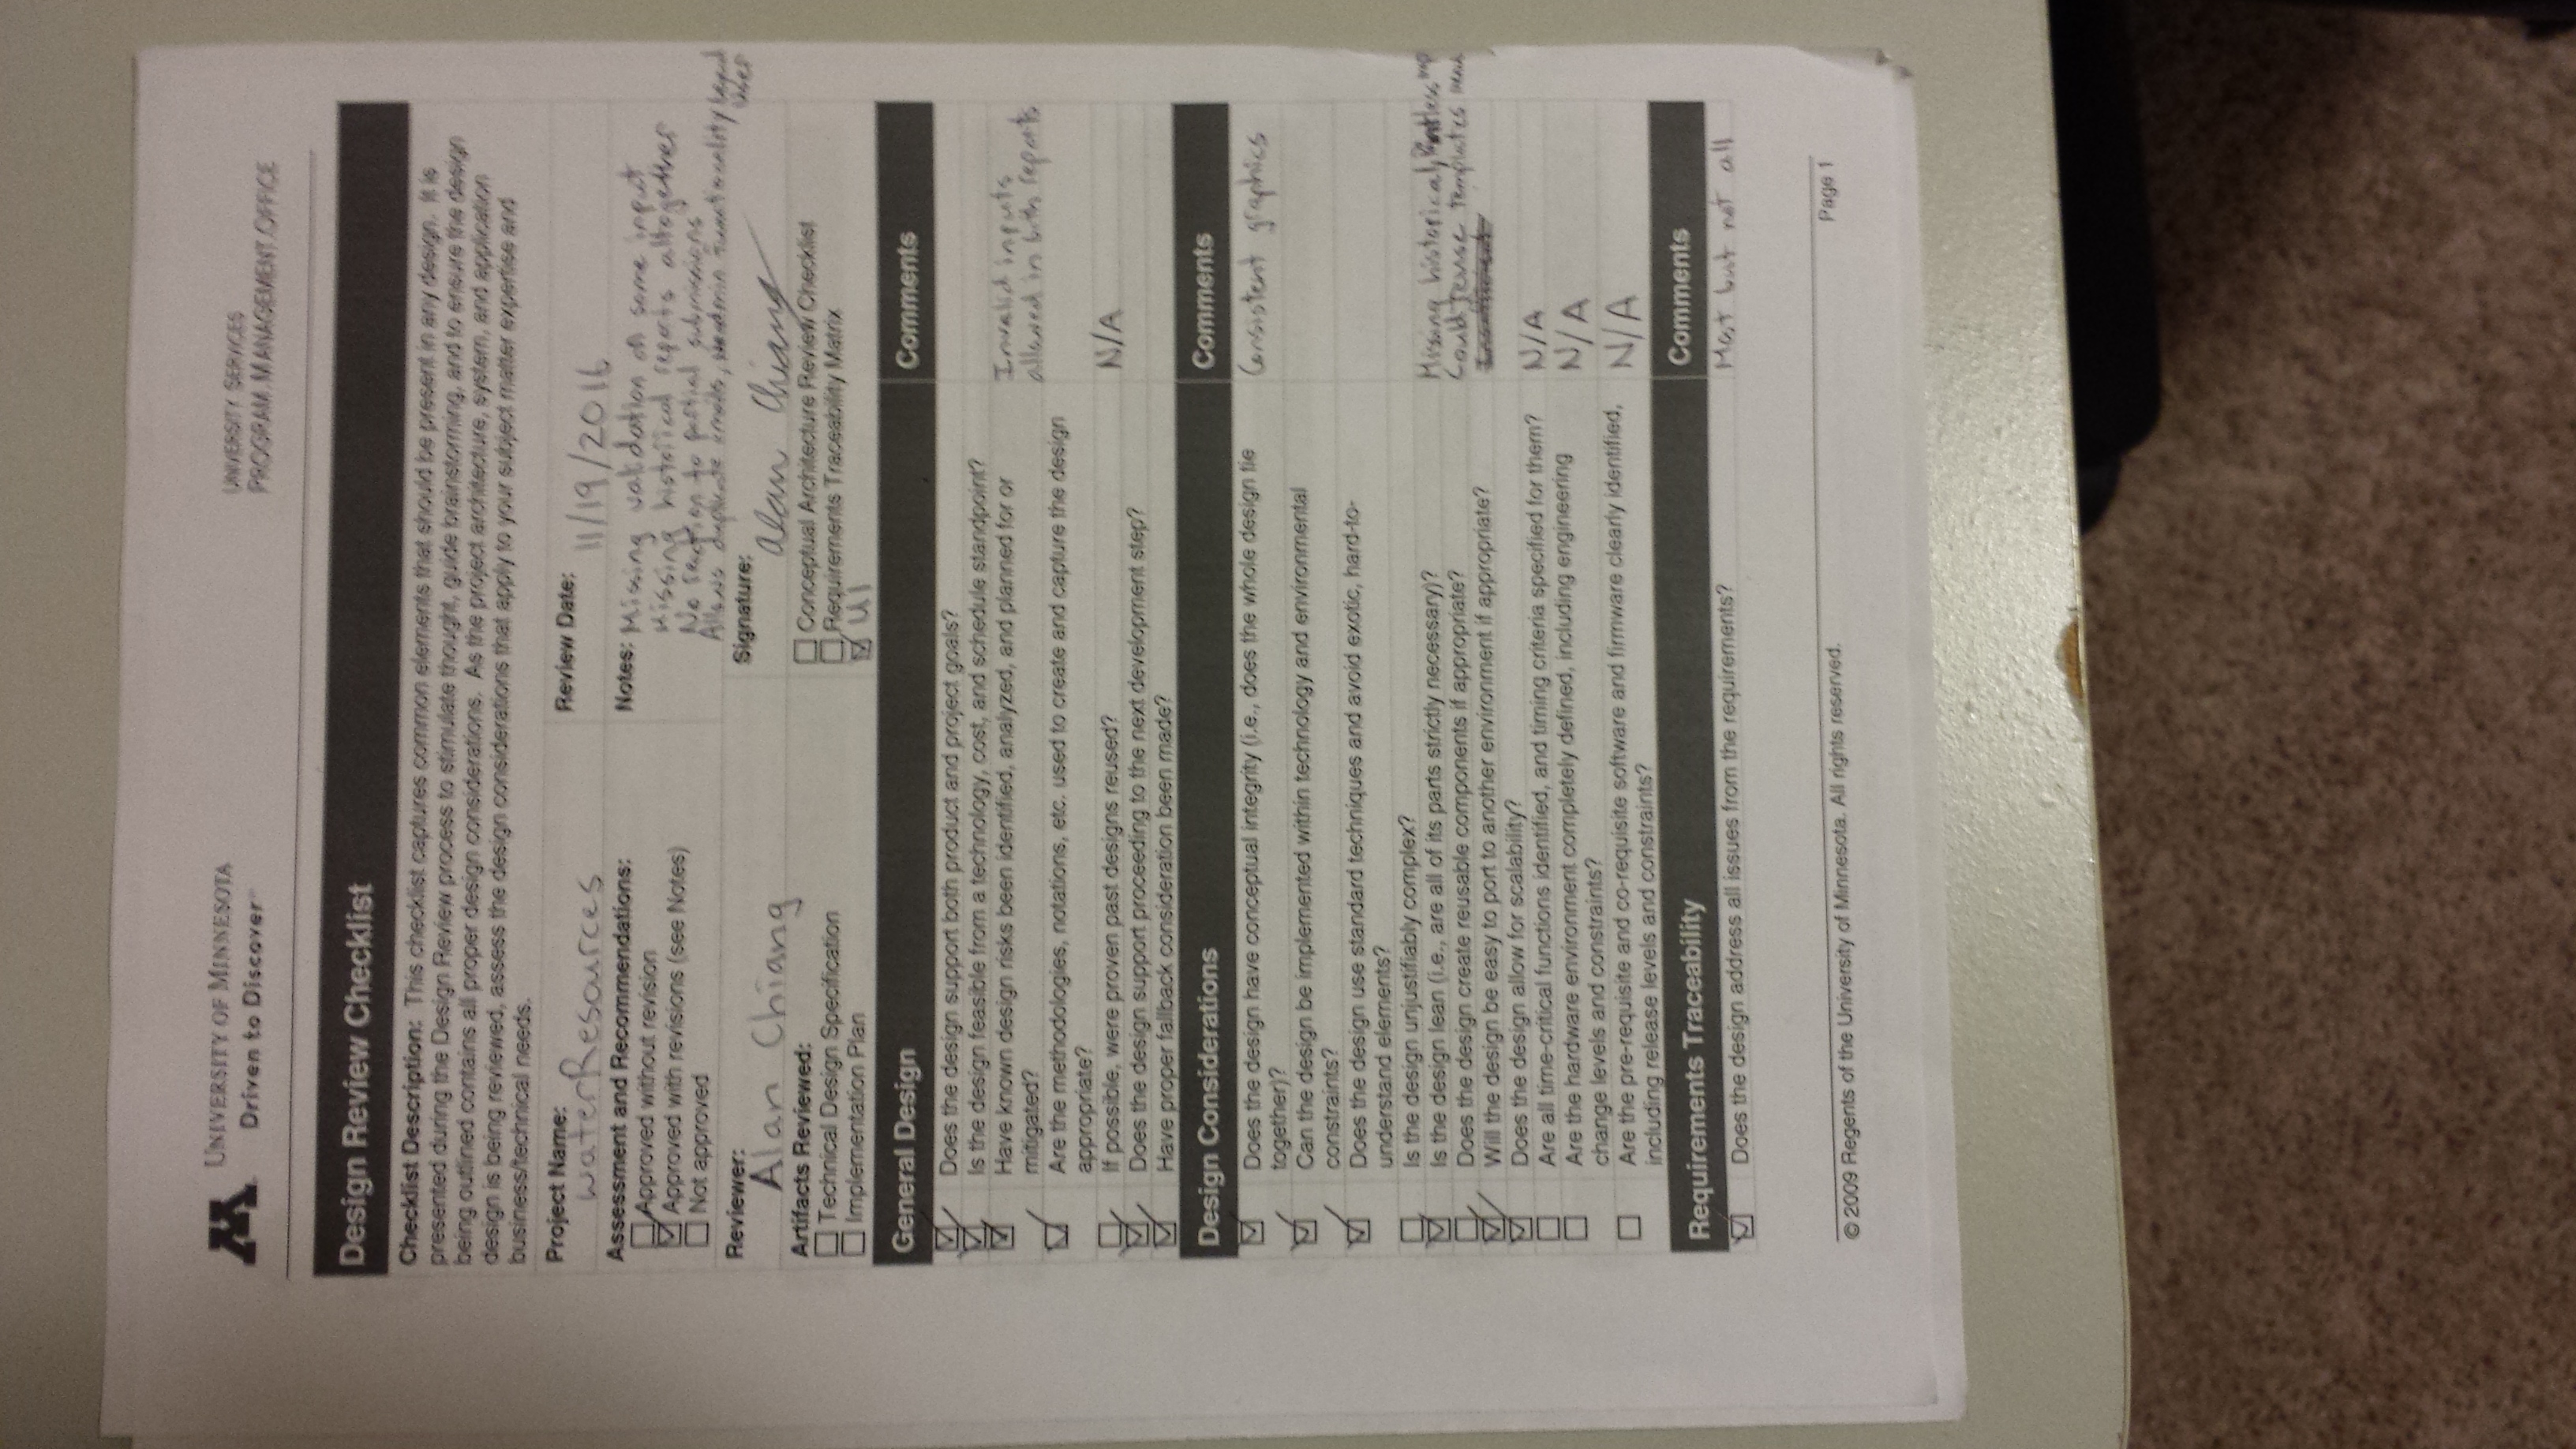 UNIVERSITY OF MINNESOTA
Driven to Discover
UNIVERSITY SERVICES
PROGRAM MANAGEMENT OFFICE
Design Review Checklist
Checklist Description: This checklist captures common elements that should be present in any design. It is
presented during the Design Review process to stimulate thought, guide brainstorming, and to ensure the design
being outlined contains all proper design considerations. As the project architecture, system, and application
design is being reviewed, assess the design considerations that apply to your subject matter expertise and
business/technical needs.
Project Name:
WaterResources
Review Date:
11/19/2016
Assessment and Recommendations:
Approved without revision
Approved with revisions (see Notes)
Not approved
Notes: Missing validation on some input
Missing historical reports altogether
No reaction to partial submissions
Allows duplicate emails, functionality beyond
user
Reviewer:
Alan Chiang
Signature:
Alan Chiang
Artifacts Reviewed:
Technical Design Specification
Implementation Plan
Conceptual Architecture Review Checklist
Requirements Traceability Matrix
UI
General Design Comments
Does the design support both product and project goals?
Is the design feasible from a technology, cost, and schedule standpoint?
Have known design risks been identified, analyzed, and planned for or Invalid inputs
mitigated? allowed in both reports
Are the methodologies, notations, etc. used to create and capture the design
appropriate?
If possible, were proven past designs reused? N/A
Does the design support proceeding to the next development step?
Have proper fallback consideration been made?
Design Considerations Comments
Does the design have conceptual integrity (i.e., does the whole design tie Consistent graphics
together)?
Can the design be implemented within technology and environmental
constraints?
Does the design use standard techniques and avoid exotic, hard-to-
understand elements?
Is the design unjustifiably complex?
Is the design lean (i.e., are all of its parts strictly necessary)? Missing historical,
Does the design create reusable components if appropriate? Could reuse templates
Will the design be easy to port to another environment if appropriate?
Does the design allow for scalability?
Are all time-critical functions identified, and timing criteria specified for them? N/A
Are the hardware environment completely defined, including engineering N/A
change levels and constraints?
Are the pre-requisite and co-requisite software and firmware clearly identified, N/A
including release levels and constraints?
Requirements Traceability Comments
Does the design address all issues from the requirements? Most but not all
© 2009 Regents of the University of Minnesota. All rights reserved.
Page 1